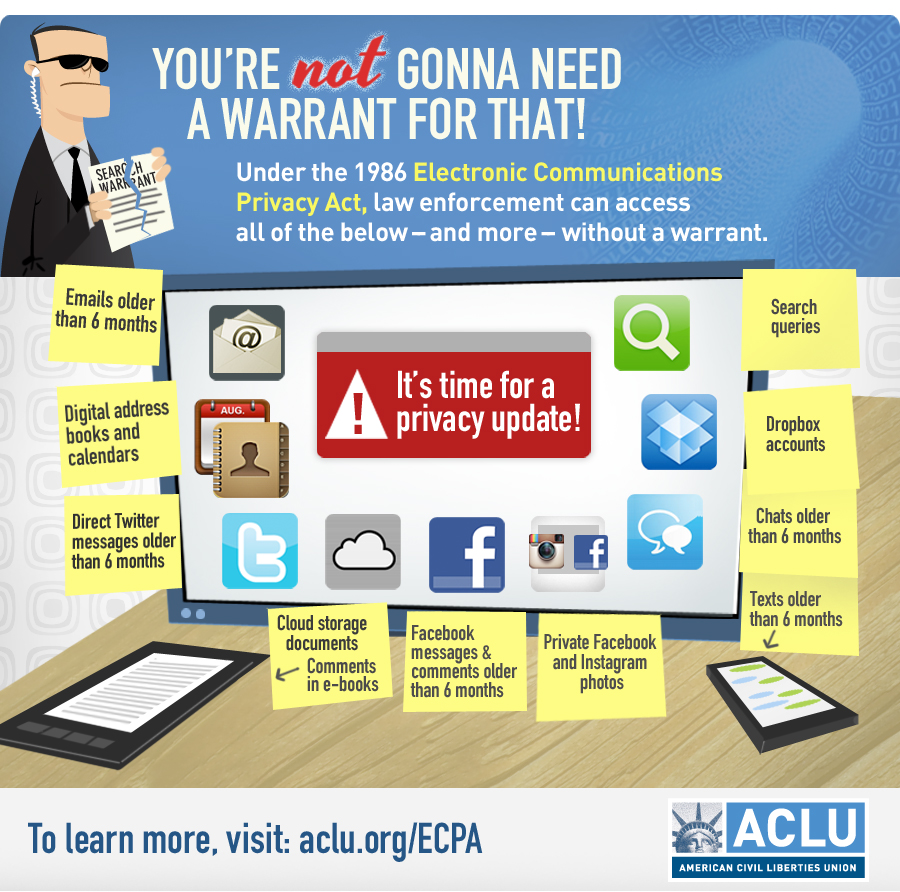 YOU'RE not GONNA NEED
A WARRANT FOR THAT!
SEARCH
WARRANT
Under the 1986 Electronic Communications
Privacy Act, law enforcement can access
all of the below – and more – without a warrant.
Emails older
than 6 months
Digital address
books and
calendars
Direct Twitter
messages older
than 6 months
@
AUG.
It's time for a
privacy update!
!
t
f
f
Search
queries
Dropbox
accounts
Chats older
than 6 months
Texts older
than 6 months
Cloud storage
documents
Comments
in e-books
Facebook
messages &
comments older
than 6 months
Private Facebook
and Instagram
photos
To learn more, visit: aclu.org/ECPA
ACLU
AMERICAN CIVIL LIBERTIES UNION